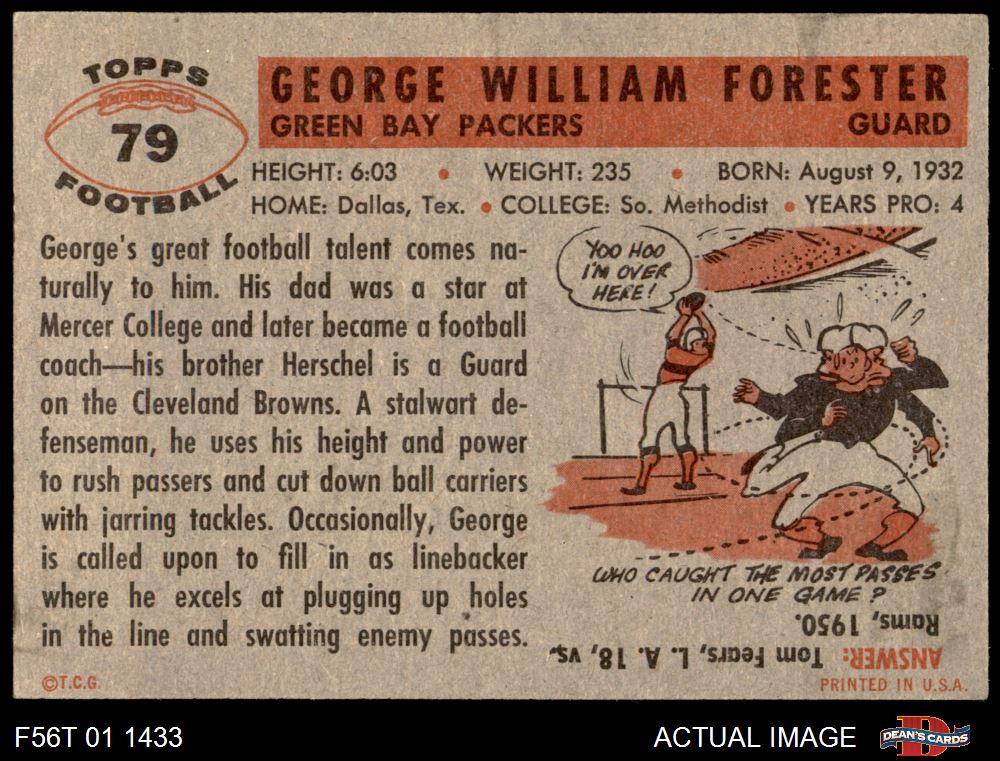 TOPPS
79
FOOTBALL
GEORGE WILLIAM FORESTER
GREEN BAY PACKERS GUARD
HEIGHT: 6:03 • WEIGHT: 235 • BORN: August 9, 1932
HOME: Dallas, Tex. • COLLEGE: So. Methodist • YEARS PRO: 4
George's great football talent comes na-
turally to him. His dad was a star at
Mercer College and later became a football
coach—his brother Herschel is a Guard
on the Cleveland Browns. A stalwart de-
fenseman, he uses his height and power
to rush passers and cut down ball carriers
with jarring tackles. Occasionally, George
is called upon to fill in as linebacker
where he excels at plugging up holes
in the line and swatting enemy passes.
YOO HOO
I'M OVER
HERE!
WHO CAUGHT THE MOST PASSES
IN ONE GAME?
ANSWER: Tom Fears, L. A. 18, vs.
Rams, 1950.
©T.C.G.
PRINTED IN U.S.A.
F56T 01 1433
ACTUAL IMAGE
DEAN'S CARDS